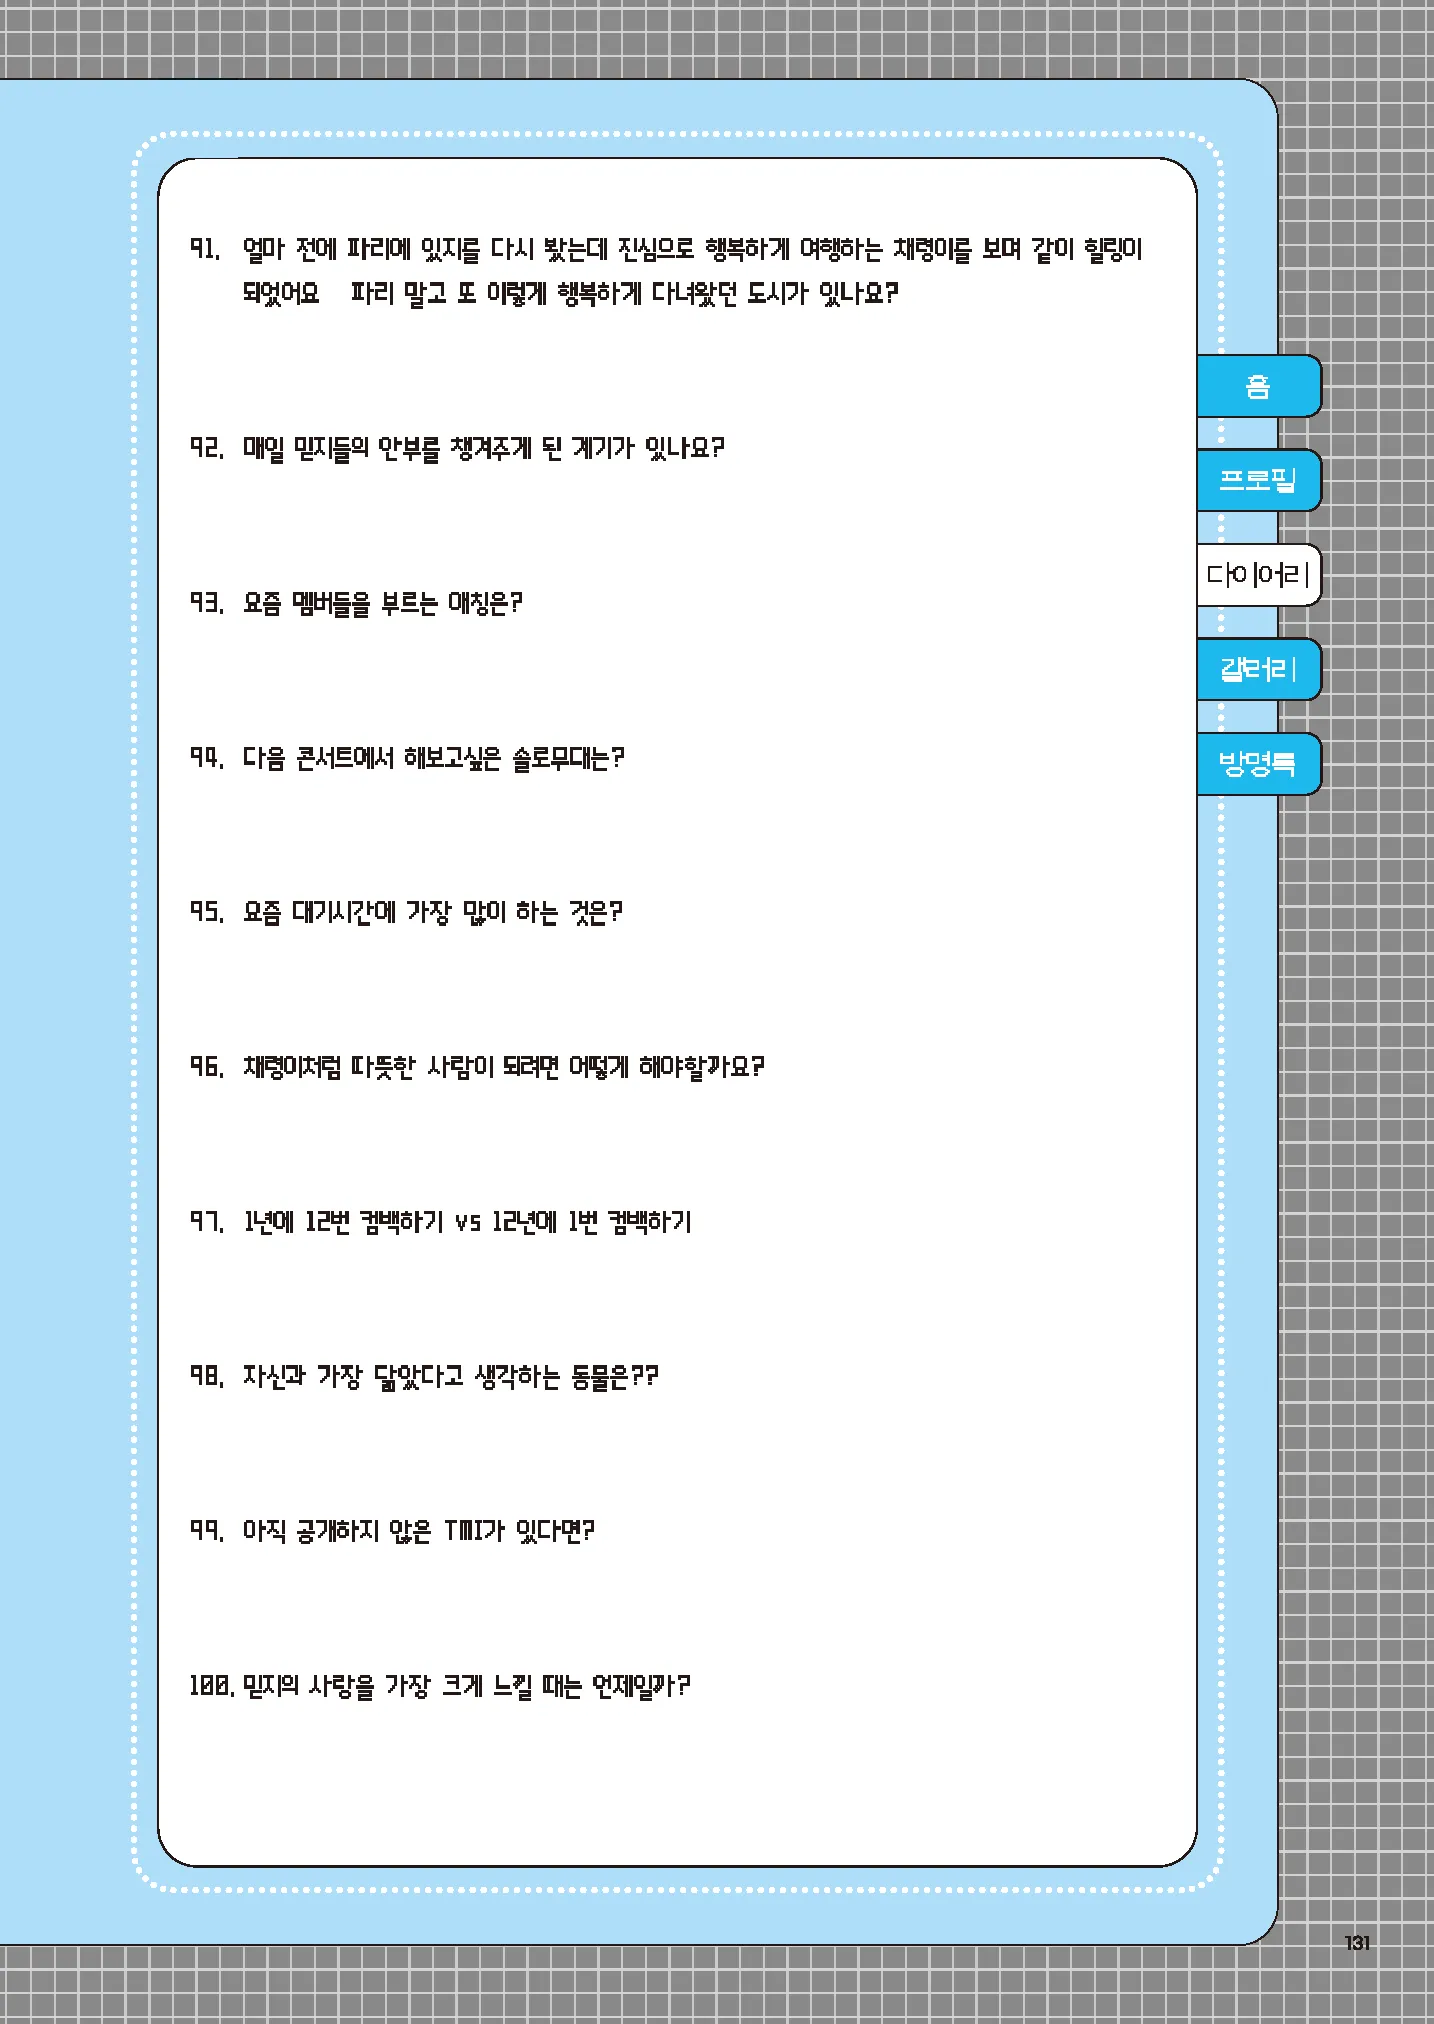 91. 얼마 전에 파리에 있지를 다시 봤는데 진심으로 행복하게 여행하는 채령이를 보며 같이 힐링이
되었어요 파리 말고 또 이렇게 행복하게 다녀왔던 도시가 있나요?
홈
92. 매일 믿지들의 안부를 챙겨주게 된 계기가 있나요?
프로필
다이어리
93. 요즘 멤버들을 부르는 애칭은?
갤러리
94. 다음 콘서트에서 해보고싶은 솔로무대는?
방명록
95. 요즘 대기시간에 가장 많이 하는 것은?
96. 채령이처럼 따뜻한 사람이 되려면 어떻게 해야할까요?
97. 1년에 12번 컴백하기 vs 12년에 1번 컴백하기
98. 자신과 가장 닮았다고 생각하는 동물은??
99. 아직 공개하지 않은 TMI가 있다면?
100. 믿지의 사랑을 가장 크게 느낄 때는 언제일까?
131